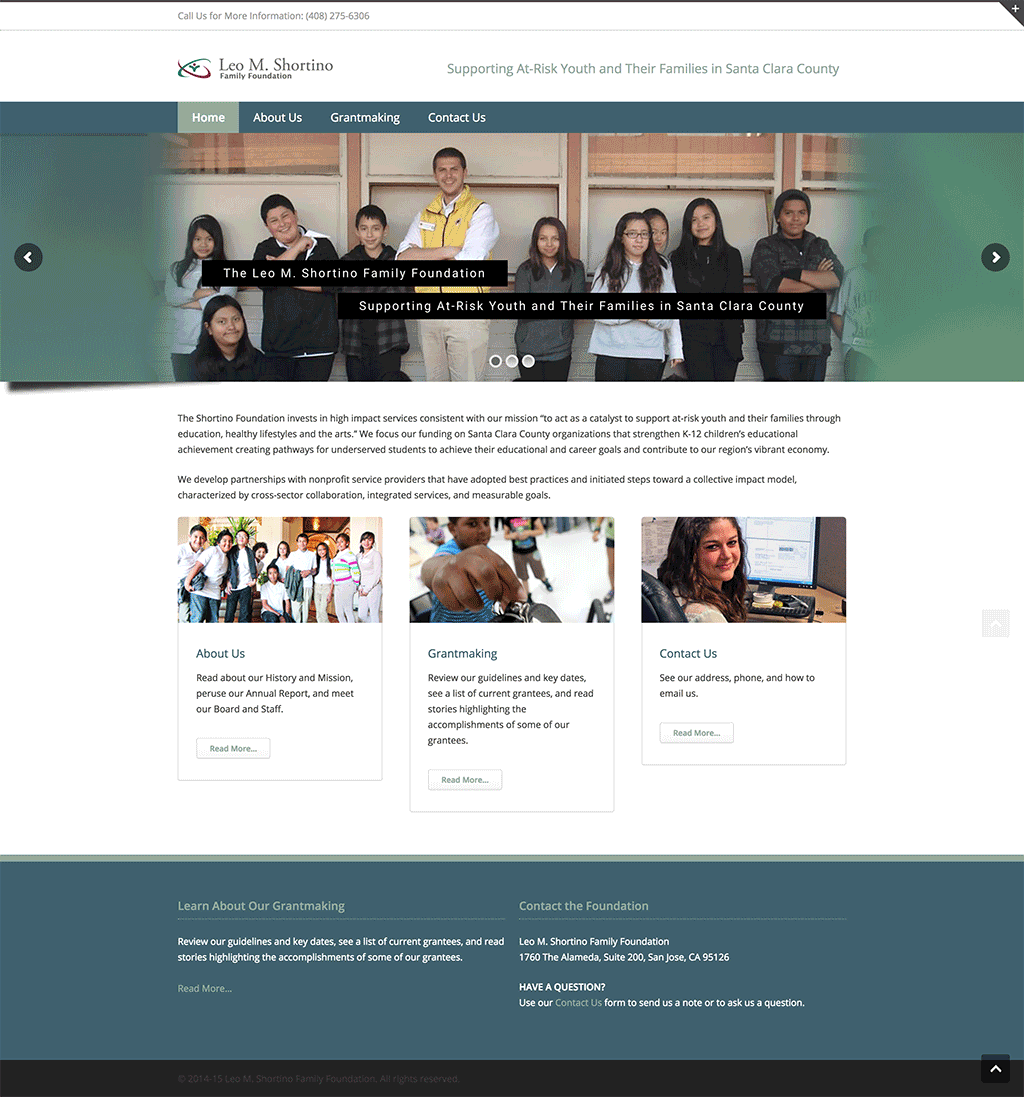 Call Us for More Information: (408) 275-6306
Leo M. Shortino
Family Foundation
Supporting At-Risk Youth and Their Families in Santa Clara County
Home About Us Grantmaking Contact Us
The Leo M. Shortino Family Foundation
Supporting At-Risk Youth and Their Families in Santa Clara County
The Shortino Foundation invests in high impact services consistent with our mission “to act as a catalyst to support at-risk youth and their families through
education, healthy lifestyles and the arts.” We focus our funding on Santa Clara County organizations that strengthen K-12 children’s educational
achievement creating pathways for underserved students to achieve their educational and career goals and contribute to our region’s vibrant economy.
We develop partnerships with nonprofit service providers that have adopted best practices and initiated steps toward a collective impact model,
characterized by cross-sector collaboration, integrated services, and measurable goals.
About Us
Read about our History and Mission,
peruse our Annual Report, and meet
our Board and Staff.
Read More...
Grantmaking
Review our guidelines and key dates,
see a list of current grantees, and read
stories highlighting the
accomplishments of some of our
grantees.
Read More...
Contact Us
See our address, phone, and how to
email us.
Read More...
Learn About Our Grantmaking
Review our guidelines and key dates, see a list of current grantees, and read
stories highlighting the accomplishments of some of our grantees.
Read More...
Contact the Foundation
Leo M. Shortino Family Foundation
1760 The Alameda, Suite 200, San Jose, CA 95126
HAVE A QUESTION?
Use our Contact Us form to send us a note or to ask us a question.
© 2014-15 Leo M. Shortino Family Foundation. All rights reserved.